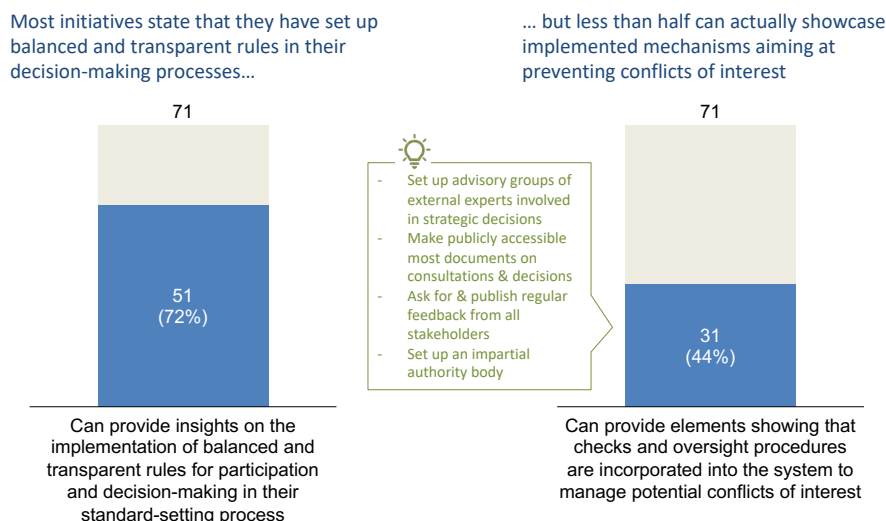 Most initiatives state that they have set up
balanced and transparent rules in their
decision-making processes…
71
51
(72%)
Can provide insights on the
implementation of balanced and
transparent rules for participation
and decision-making in their
standard-setting process
- Set up advisory groups of
external experts involved
in strategic decisions
- Make publicly accessible
most documents on
consultations & decisions
- Ask for & publish regular
feedback from all
stakeholders
- Set up an impartial
authority body
… but less than half can actually showcase
implemented mechanisms aiming at
preventing conflicts of interest
71
31
(44%)
Can provide elements showing that
checks and oversight procedures
are incorporated into the system to
manage potential conflicts of interest